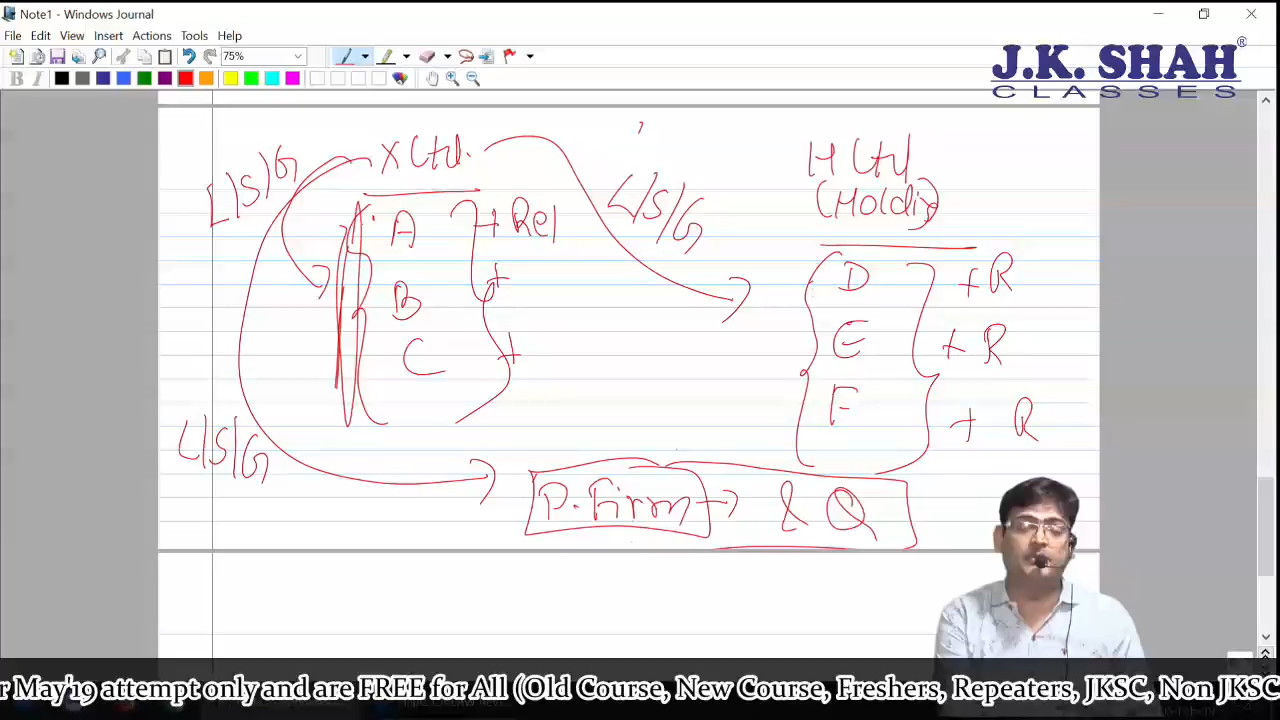 Note1 - Windows Journal
File Edit View Insert Actions Tools Help
75%
B I
J.K. SHAH®
CLASSES
X Ltd.
H Ltd
L/S/G
(Holdi
A + Rel
L/S/G
D + R
B +
E + R
C +
F + R
L/S/G
P. Firm → & Q
r May'19 attempt only and are FREE for All (Old Course, New Course, Freshers, Repeaters, JKSC, Non JKSC